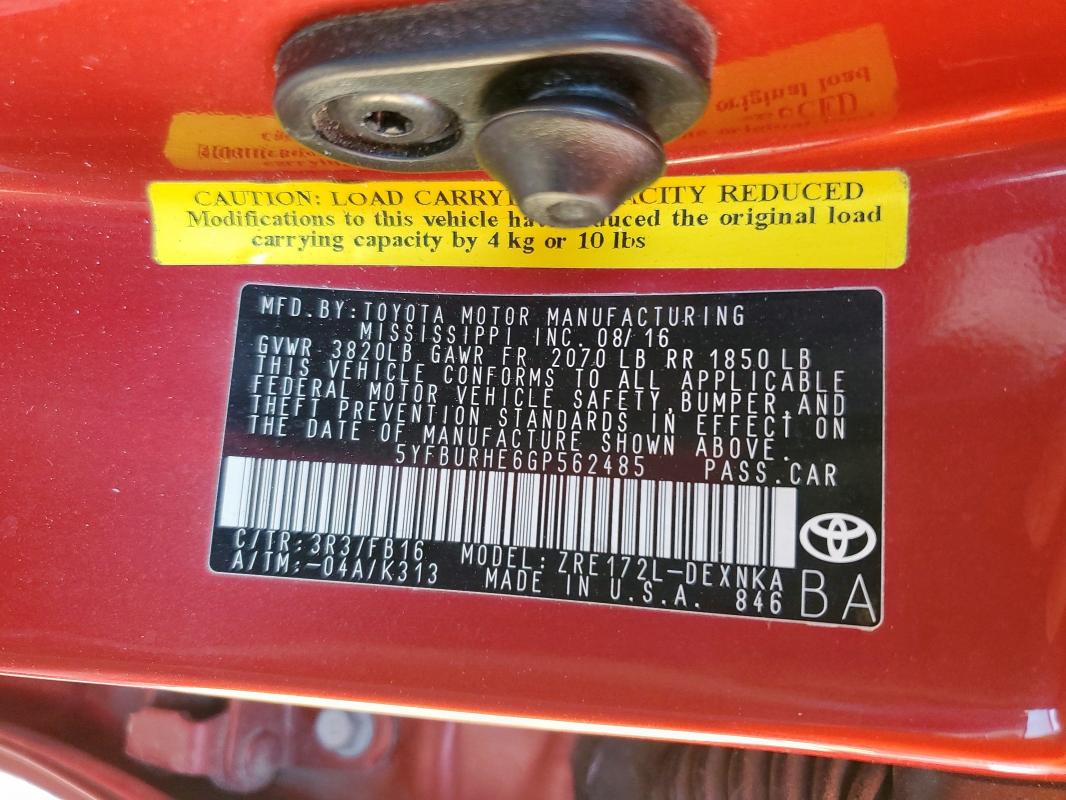 original load
CAUTION: LOAD CARRY CITY REDUCED
Modifications to this vehicle have reduced the original load
carrying capacity by 4 kg or 10 lbs
MFD.BY:TOYOTA MOTOR MANUFACTURING
MISSISSIPPI INC. 08/16
GVWR 3820LB GAWR FR 2070 LB RR 1850 LB
THIS VEHICLE CONFORMS TO ALL APPLICABLE
FEDERAL MOTOR VEHICLE SAFETY, BUMPER, AND
THEFT PREVENTION STANDARDS IN EFFECT ON
THE DATE OF MANUFACTURE SHOWN ABOVE.
5YFBURHE6GP562485 PASS.CAR
C/TR:3R3/FB16 MODEL:ZRE172L-DEXNKA
A/TM:-04A/K313 MADE IN U.S.A. 846
BA